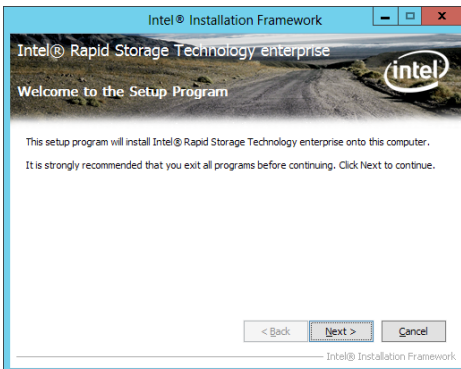 Intel® Installation Framework
Intel® Rapid Storage Technology enterprise
intel
Welcome to the Setup Program
This setup program will install Intel® Rapid Storage Technology enterprise onto this computer.
It is strongly recommended that you exit all programs before continuing. Click Next to continue.
< Back Next > Cancel
Intel® Installation Framework